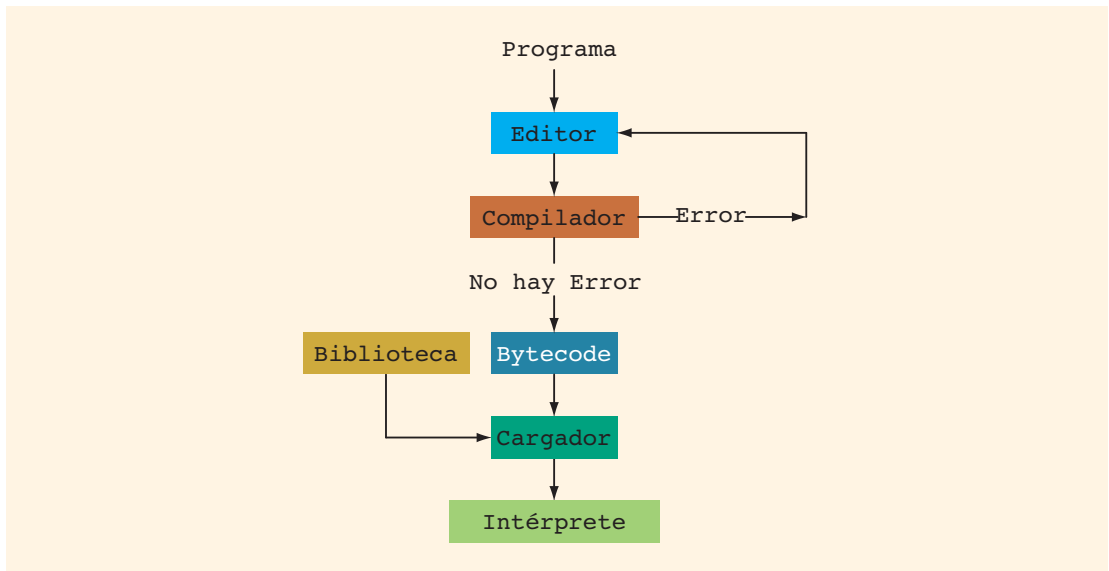 Programa
Editor
Compilador
Error
No hay Error
Biblioteca
Bytecode
Cargador
Intérprete